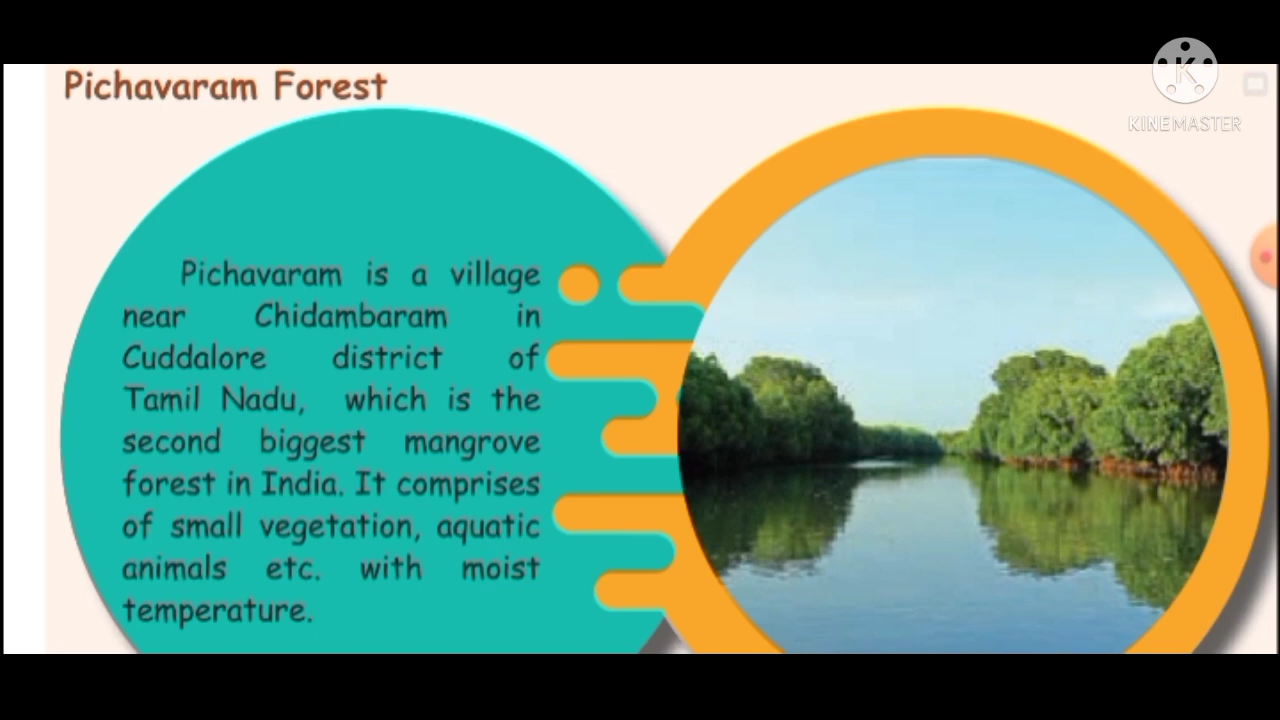 Pichavaram Forest
KINEMASTER
Pichavaram is a village
near Chidambaram in
Cuddalore district of
Tamil Nadu, which is the
second biggest mangrove
forest in India. It comprises
of small vegetation, aquatic
animals etc. with moist
temperature.